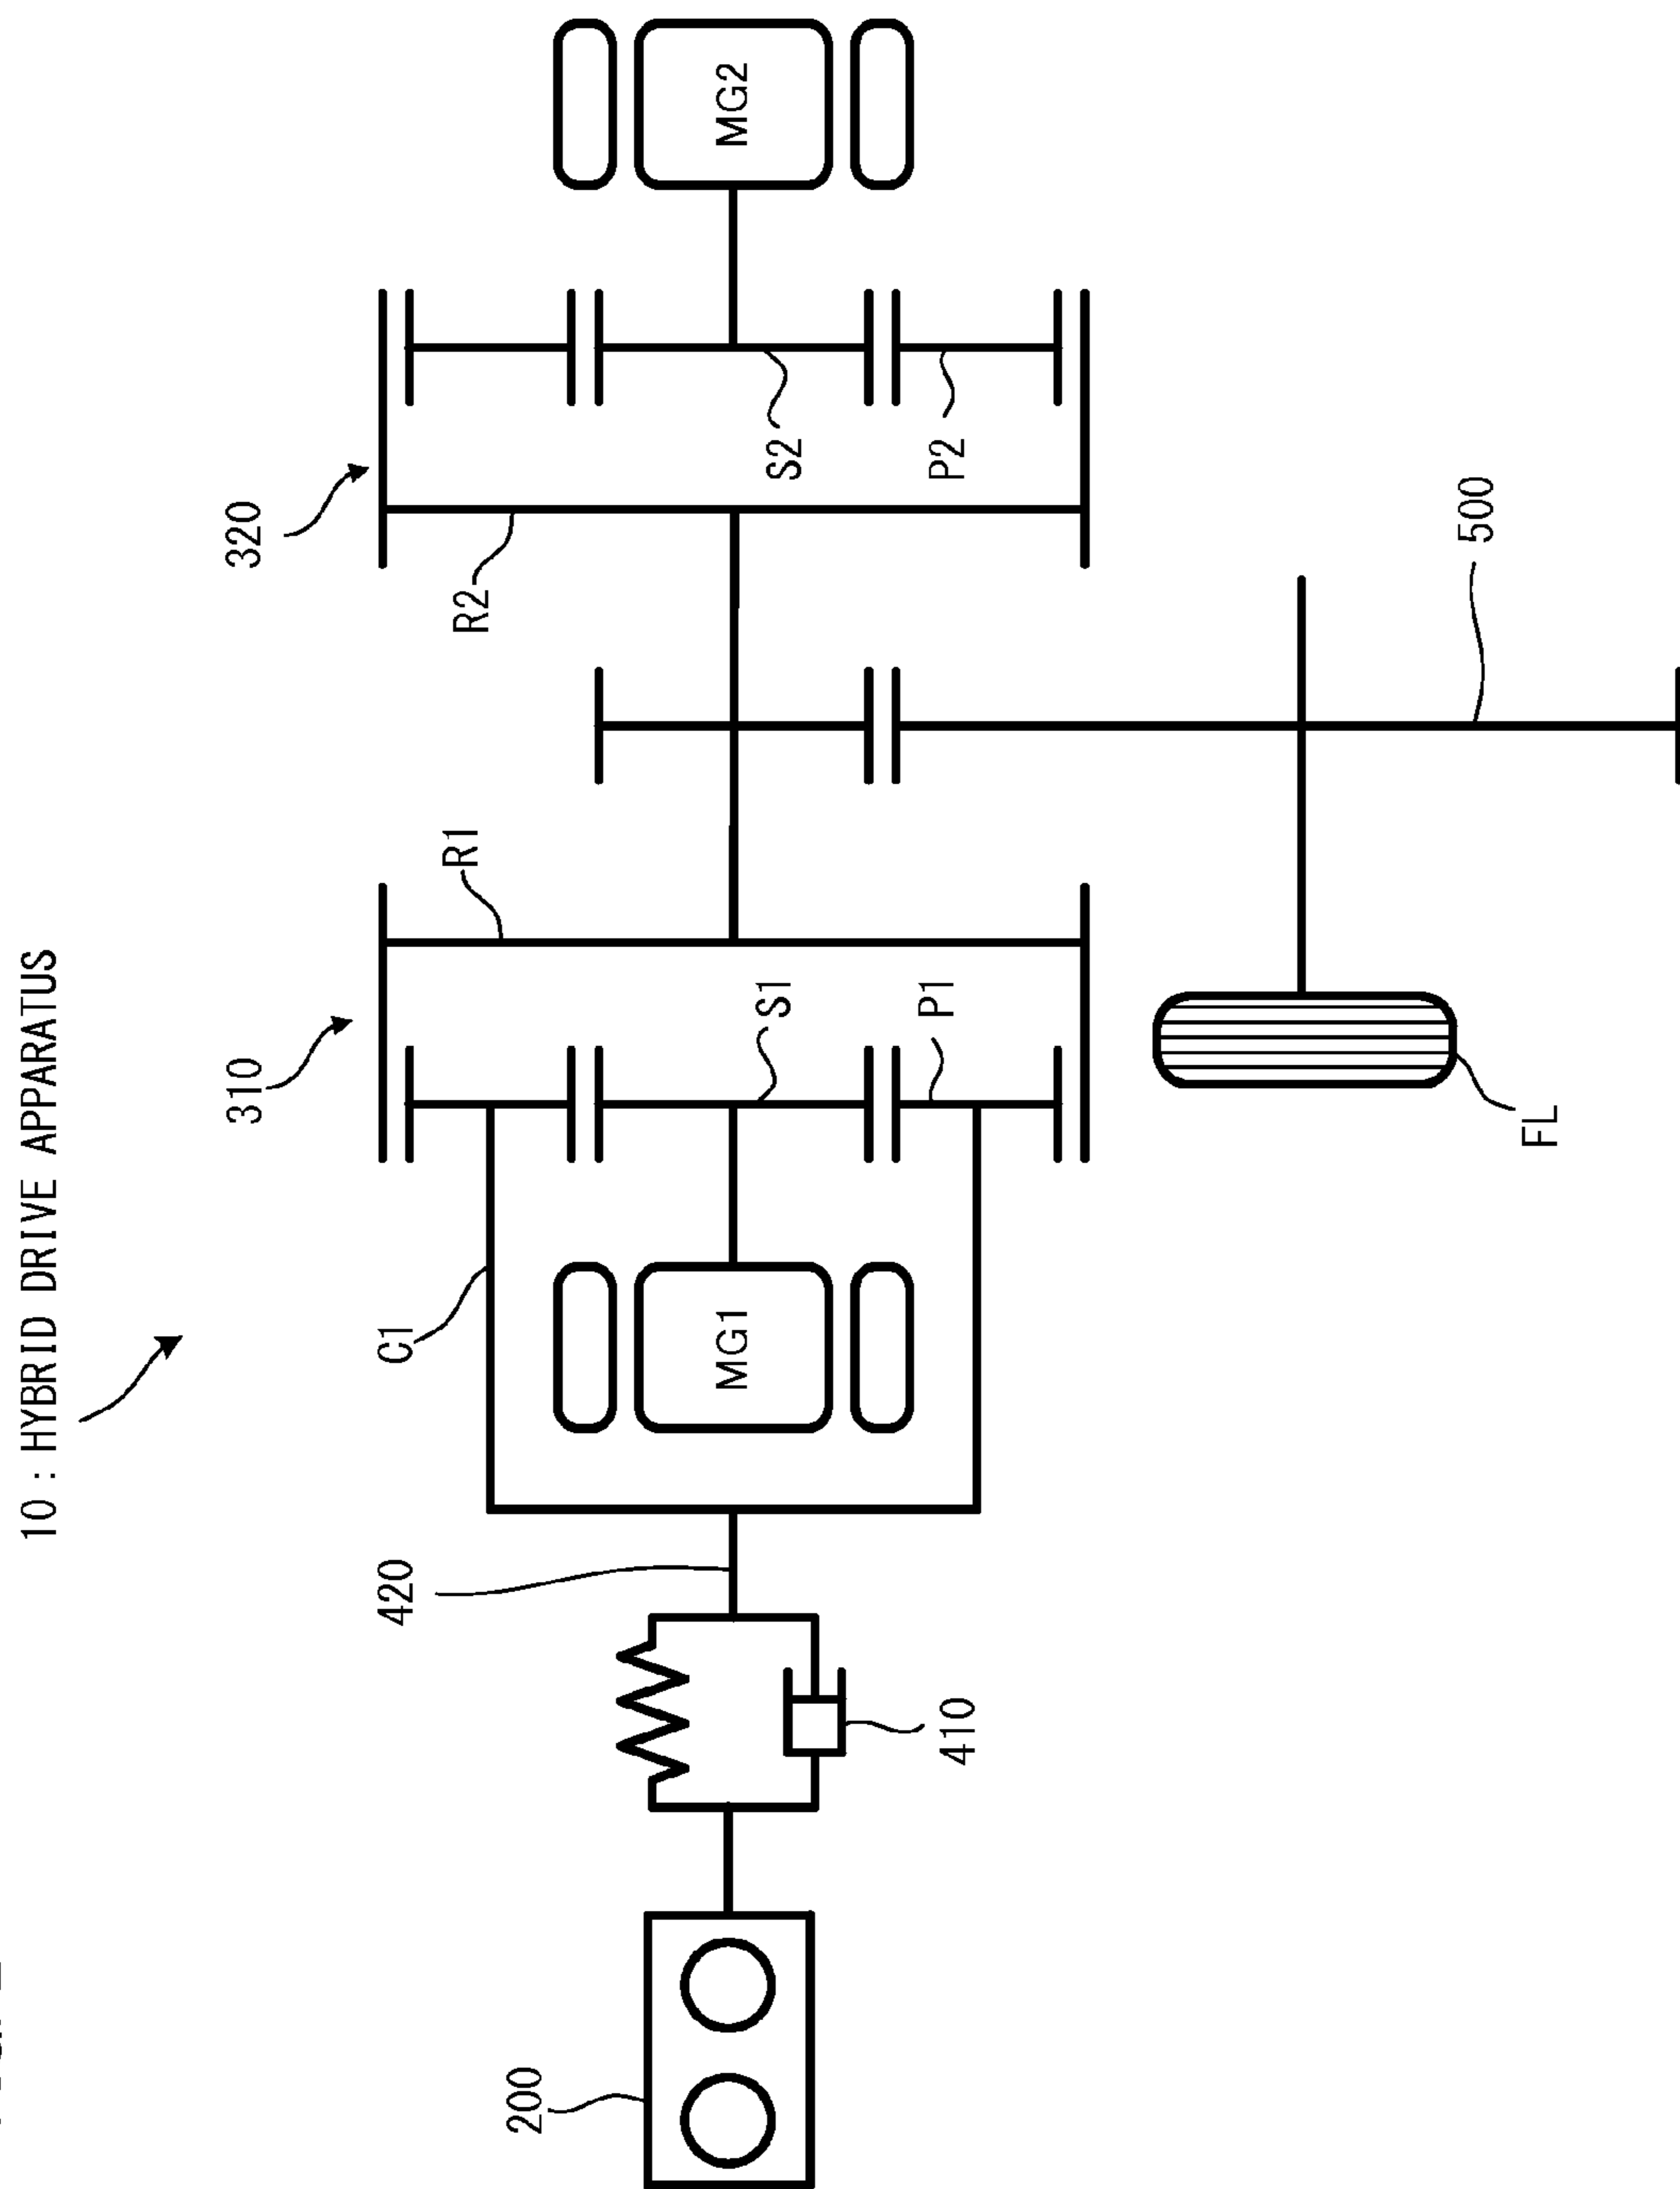 10 : HYBRID DRIVE APPARATUS
310
320
200
420
C1
R1
R2
MG1
MG2
S1
S2
410
P1
P2
FL
500